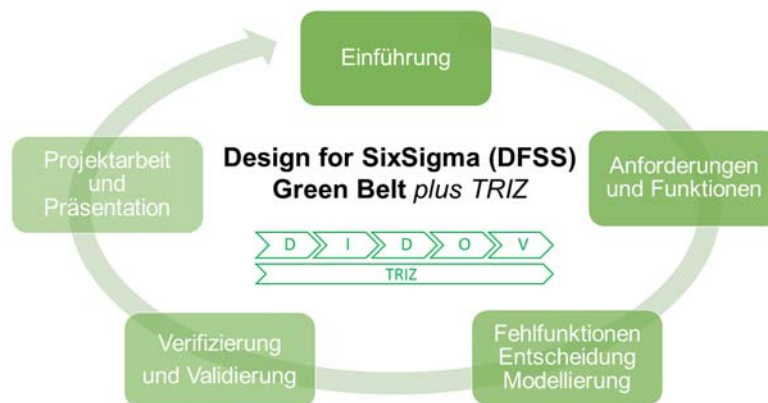 Einführung
Projektarbeit
und
Präsentation
Design for SixSigma (DFSS)
Green Belt plus TRIZ
Anforderungen
und Funktionen
D I D O V
TRIZ
Verifizierung
und Validierung
Fehlfunktionen
Entscheidung
Modellierung